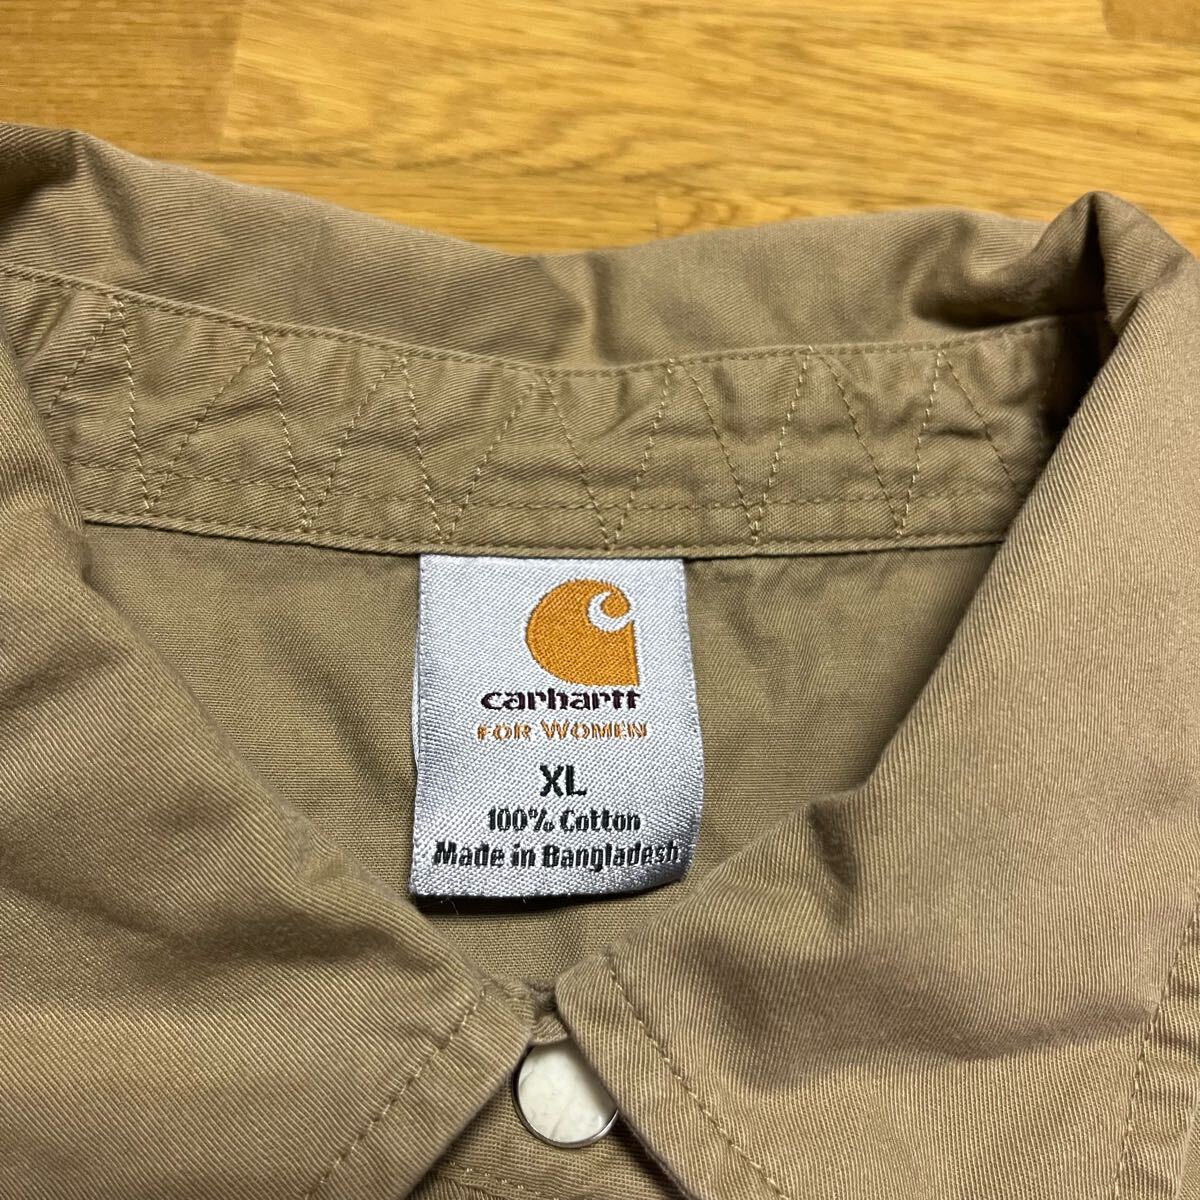 carhartt
FOR WOMEN
XL
100% Cotton
Made in Bangladesh